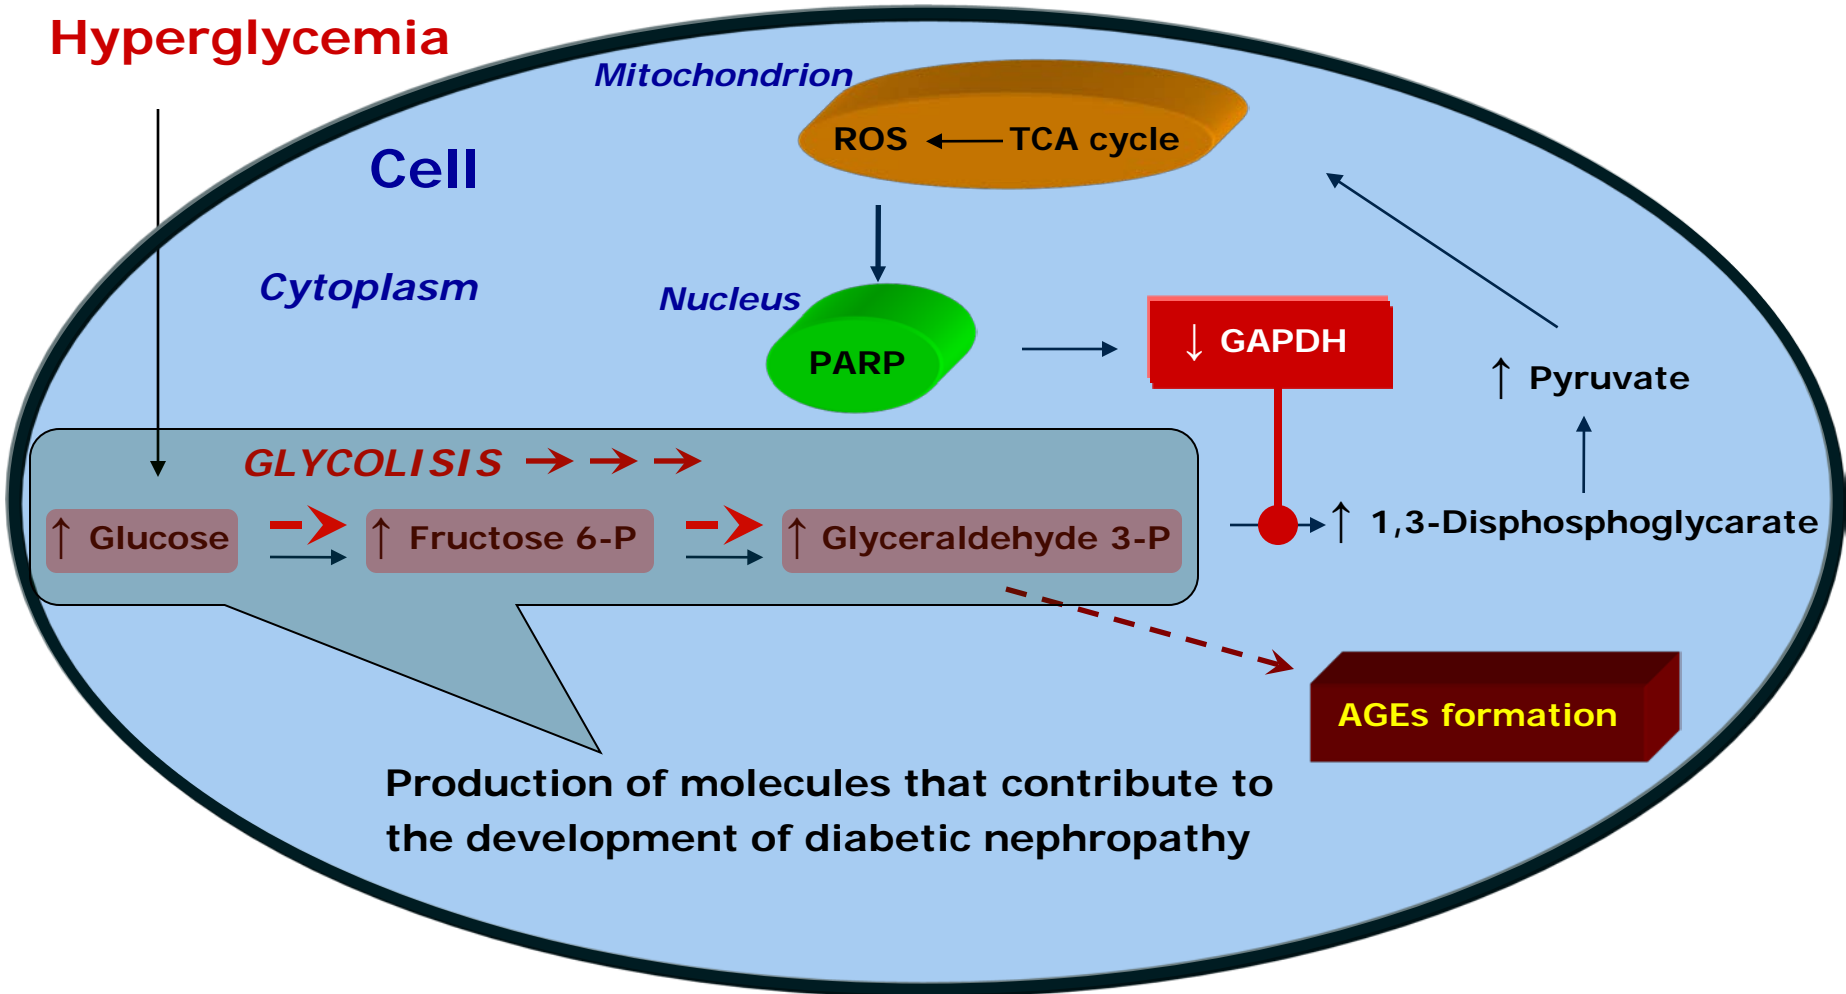 Hyperglycemia
Mitochondrion
ROS TCA cycle
Cell
Cytoplasm
Nucleus
PARP
↓ GAPDH
↑ Pyruvate
GLYCOLISIS
↑ Glucose
↑ Fructose 6-P
↑ Glyceraldehyde 3-P
↑ 1,3-Disphosphoglycarate
AGEs formation
Production of molecules that contribute to
the development of diabetic nephropathy